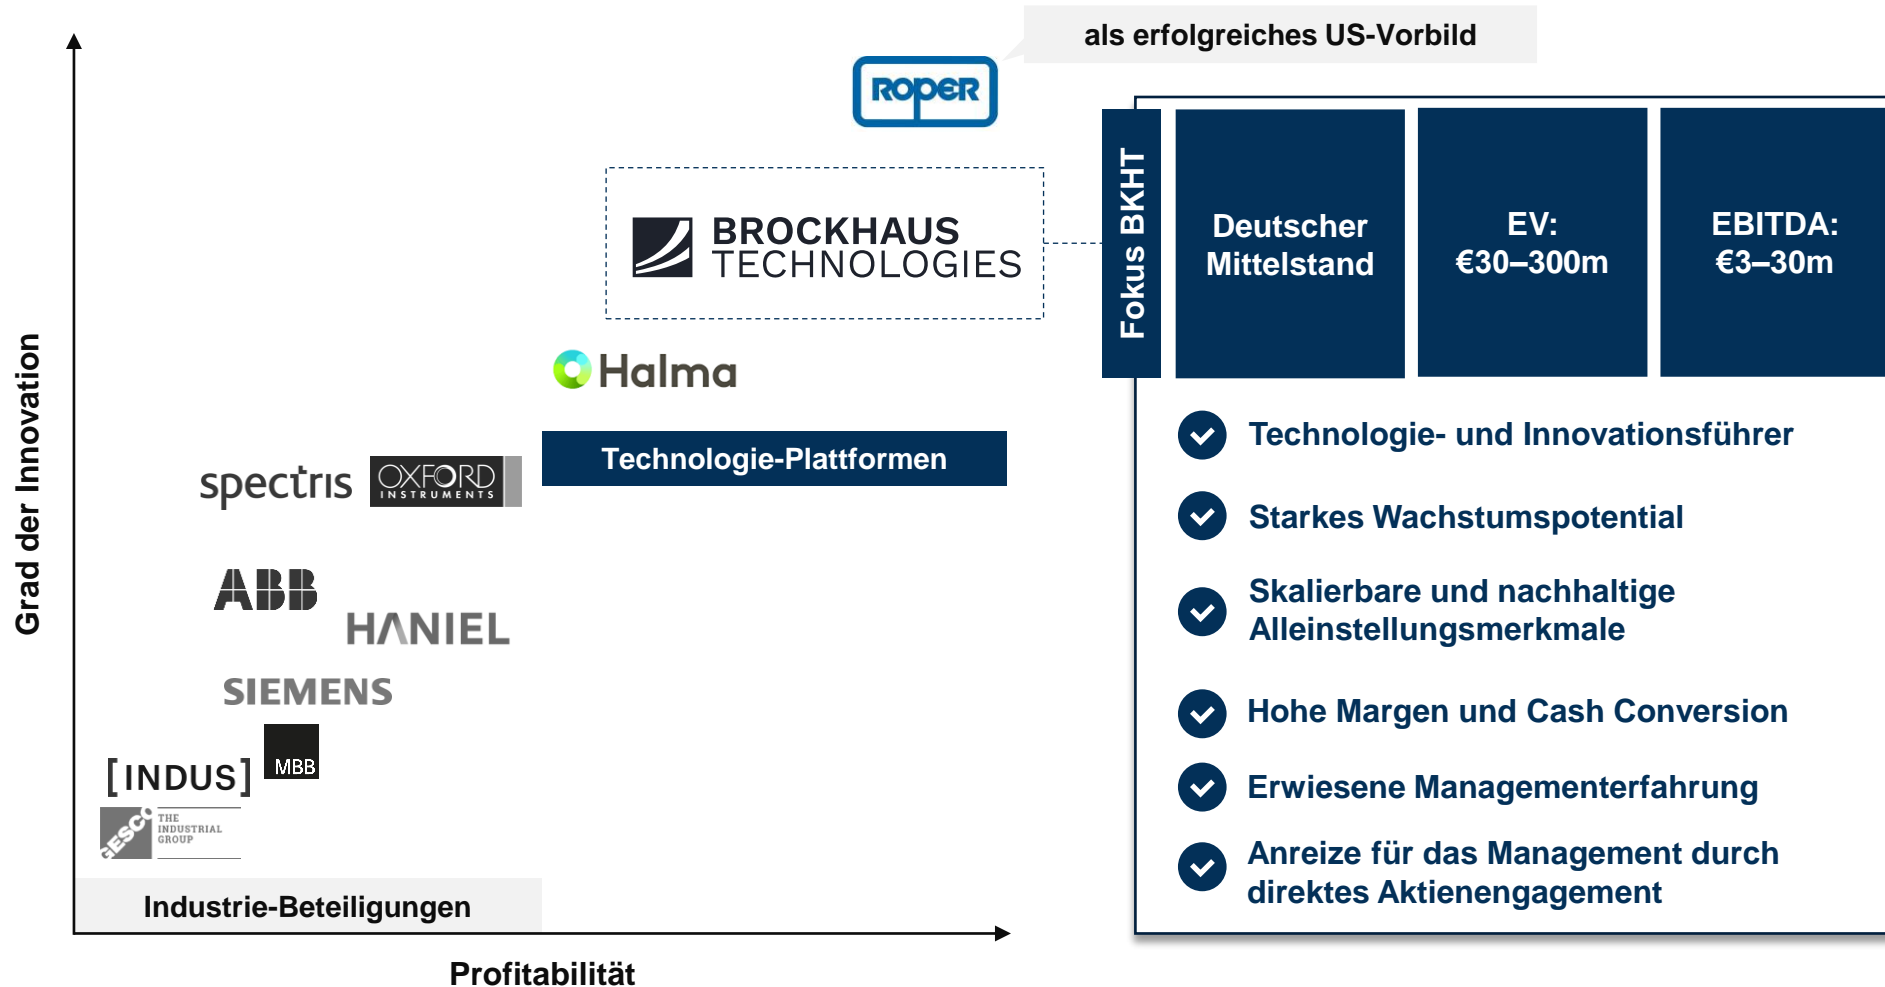 als erfolgreiches US-Vorbild
ROPER
BROCKHAUS
TECHNOLOGIES
Halma
Technologie-Plattformen
spectris
OXFORD
INSTRUMENTS
ABB
HANIEL
SIEMENS
MBB
[INDUS]
GESCO
THE
INDUSTRIAL
GROUP
Industrie-Beteiligungen
Grad der Innovation
Profitabilität
Fokus BKHT
Deutscher
Mittelstand
EV:
€30–300m
EBITDA:
€3–30m
Technologie- und Innovationsführer
Starkes Wachstumspotential
Skalierbare und nachhaltige
Alleinstellungsmerkmale
Hohe Margen und Cash Conversion
Erwiesene Managementerfahrung
Anreize für das Management durch
direktes Aktienengagement